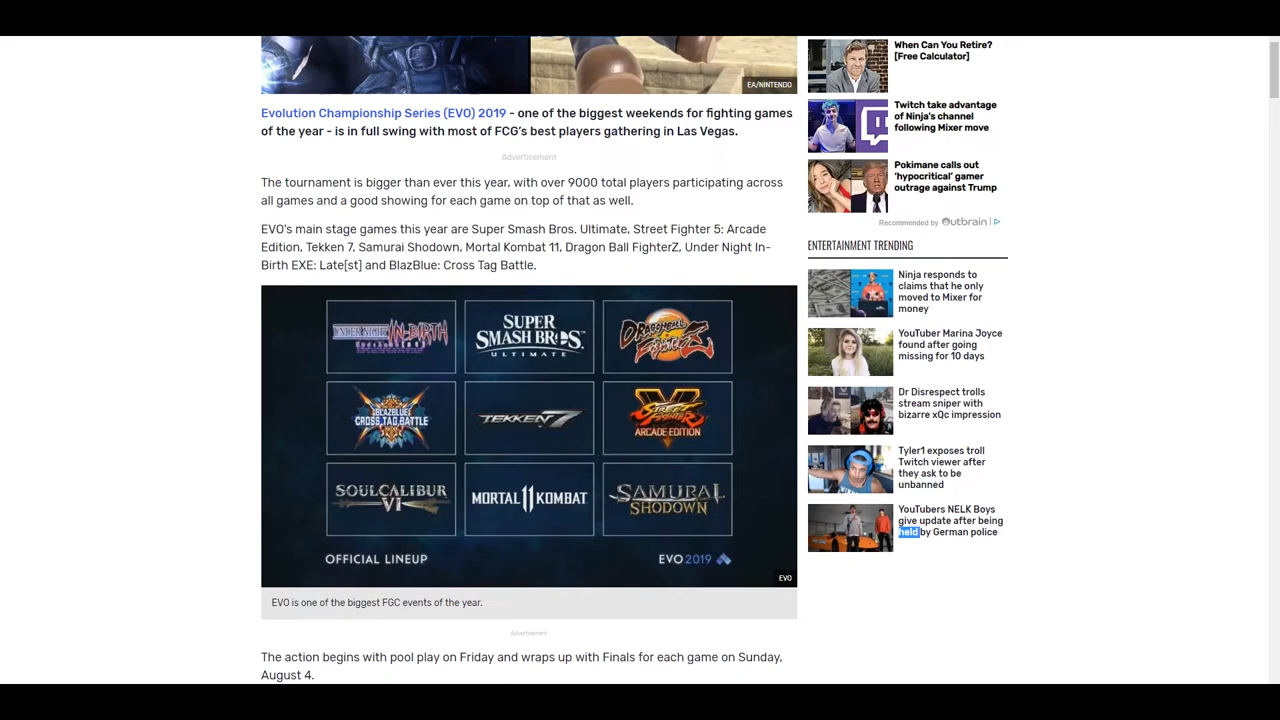 EA/NINTENDO
Evolution Championship Series (EVO) 2019 - one of the biggest weekends for fighting games
of the year - is in full swing with most of FCG's best players gathering in Las Vegas.
Advertisement
The tournament is bigger than ever this year, with over 9000 total players participating across
all games and a good showing for each game on top of that as well.
EVO's main stage games this year are Super Smash Bros. Ultimate, Street Fighter 5: Arcade
Edition, Tekken 7, Samurai Shodown, Mortal Kombat 11, Dragon Ball FighterZ, Under Night In-
Birth EXE: Late[st] and BlazBlue: Cross Tag Battle.
UNDER NIGHT IN-BIRTH
SUPER
SMASH BROS.
ULTIMATE
DRAGONBALL
FIGHTERZ
BLAZBLUE
CROSS TAG BATTLE
TEKKEN 7
STREET FIGHTER V
ARCADE EDITION
SOULCALIBUR
VI
MORTAL 11 KOMBAT
SAMURAI
SHODOWN
OFFICIAL LINEUP
EVO2019
EVO
EVO is one of the biggest FGC events of the year.
Advertisement
The action begins with pool play on Friday and wraps up with Finals for each game on Sunday,
August 4.
When Can You Retire?
[Free Calculator]
Twitch take advantage
of Ninja's channel
following Mixer move
Pokimane calls out
'hypocritical' gamer
outrage against Trump
Recommended by Outbrain
ENTERTAINMENT TRENDING
Ninja responds to
claims that he only
moved to Mixer for
money
YouTuber Marina Joyce
found after going
missing for 10 days
Dr Disrespect trolls
stream sniper with
bizarre xQc impression
Tyler1 exposes troll
Twitch viewer after
they ask to be
unbanned
YouTubers NELK Boys
give update after being
held by German police